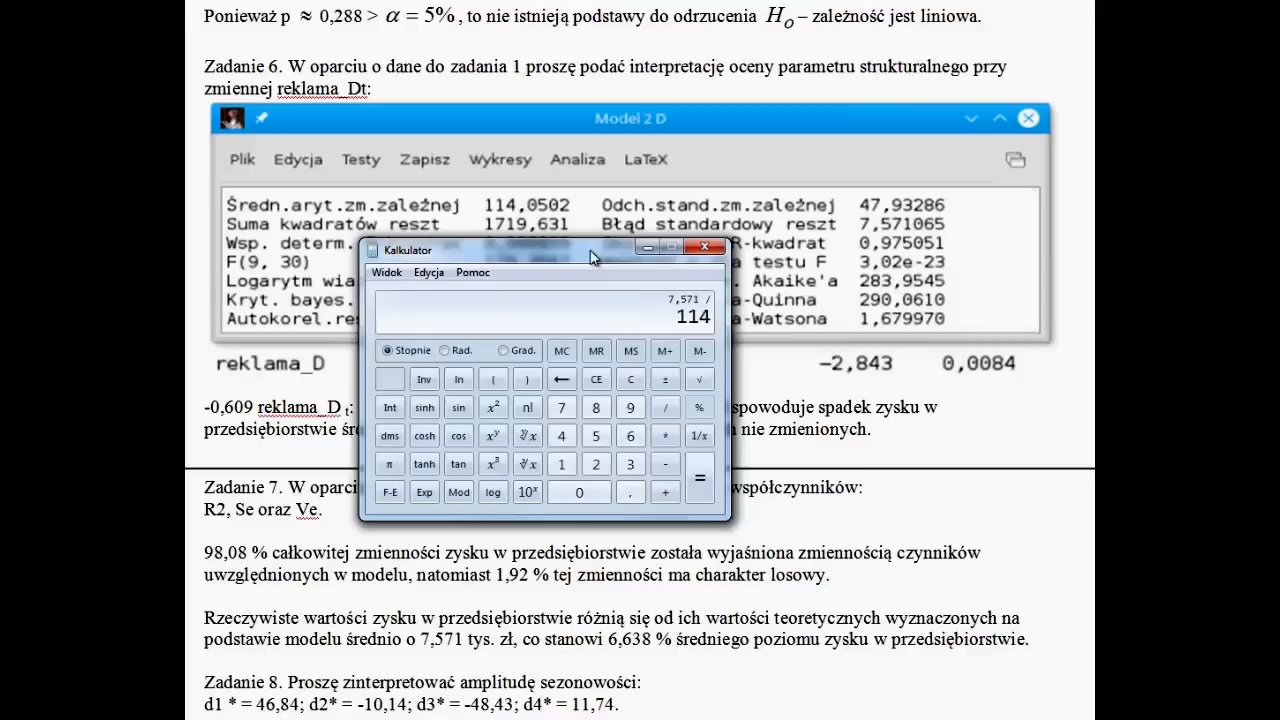 Ponieważ p ≈ 0,288 > α = 5%, to nie istnieją podstawy do odrzucenia Ho – zależność jest liniowa.
Zadanie 6. W oparciu o dane do zadania 1 proszę podać interpretację oceny parametru strukturalnego przy
zmiennej reklama_Dt:
Model 2 D
Plik Edycja Testy Zapisz Wykresy Analiza LaTeX
Średn.aryt.zm.zależnej 114,0502 Odch.stand.zm.zależnej 47,93286
Suma kwadratów reszt 1719,631 Błąd standardowy reszt 7,571065
Wsp. determ. R-kwadrat 0,975051
F(9, 30) testu F 3,02e-23
Logarytm Akaike'a 283,9545
Kryt. bayes. -Quinna 290,0610
-Watsona 1,679970
Kalkulator
Widok Edycja Pomoc
7,571 /
114
Stopnie Rad. Grad. MC MR MS M+ M-
Inv ln ( ) ← CE C ± √
Int sinh sin x² n! 7 8 9 / %
dms cosh cos xʸ ʸ√x 4 5 6 * 1/x
π tanh tan x³ ³√x 1 2 3 - =
F-E Exp Mod log 10ˣ 0 , +
reklama_D −2,843 0,0084
-0,609 reklama_D t: spowoduje spadek zysku w
przedsiębiorstwie nie zmienionych.
Zadanie 7. W współczynników:
R2, Se oraz Ve.
98,08 % całkowitej zmienności zysku w przedsiębiorstwie została wyjaśniona zmiennością czynników
uwzględnionych w modelu, natomiast 1,92 % tej zmienności ma charakter losowy.
Rzeczywiste wartości zysku w przedsiębiorstwie różnią się od ich wartości teoretycznych wyznaczonych na
podstawie modelu średnio o 7,571 tys. zł, co stanowi 6,638 % średniego poziomu zysku w przedsiębiorstwie.
Zadanie 8. Proszę zinterpretować amplitudę sezonowości:
d1 * = 46,84; d2* = -10,14; d3* = -48,43; d4* = 11,74.